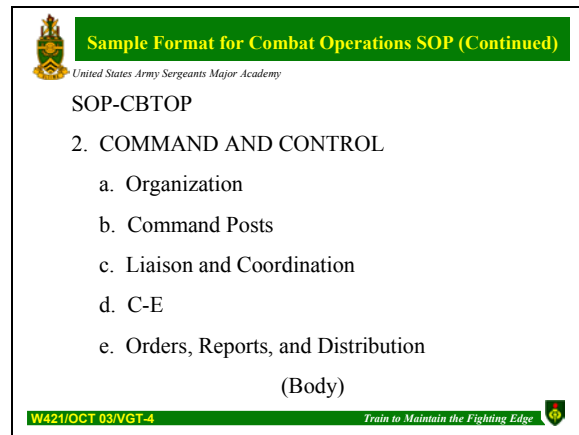 Sample Format for Combat Operations SOP (Continued)
United States Army Sergeants Major Academy
SOP-CBTOP
2. COMMAND AND CONTROL
a. Organization
b. Command Posts
c. Liaison and Coordination
d. C-E
e. Orders, Reports, and Distribution
(Body)
W421/OCT 03/VGT-4
Train to Maintain the Fighting Edge